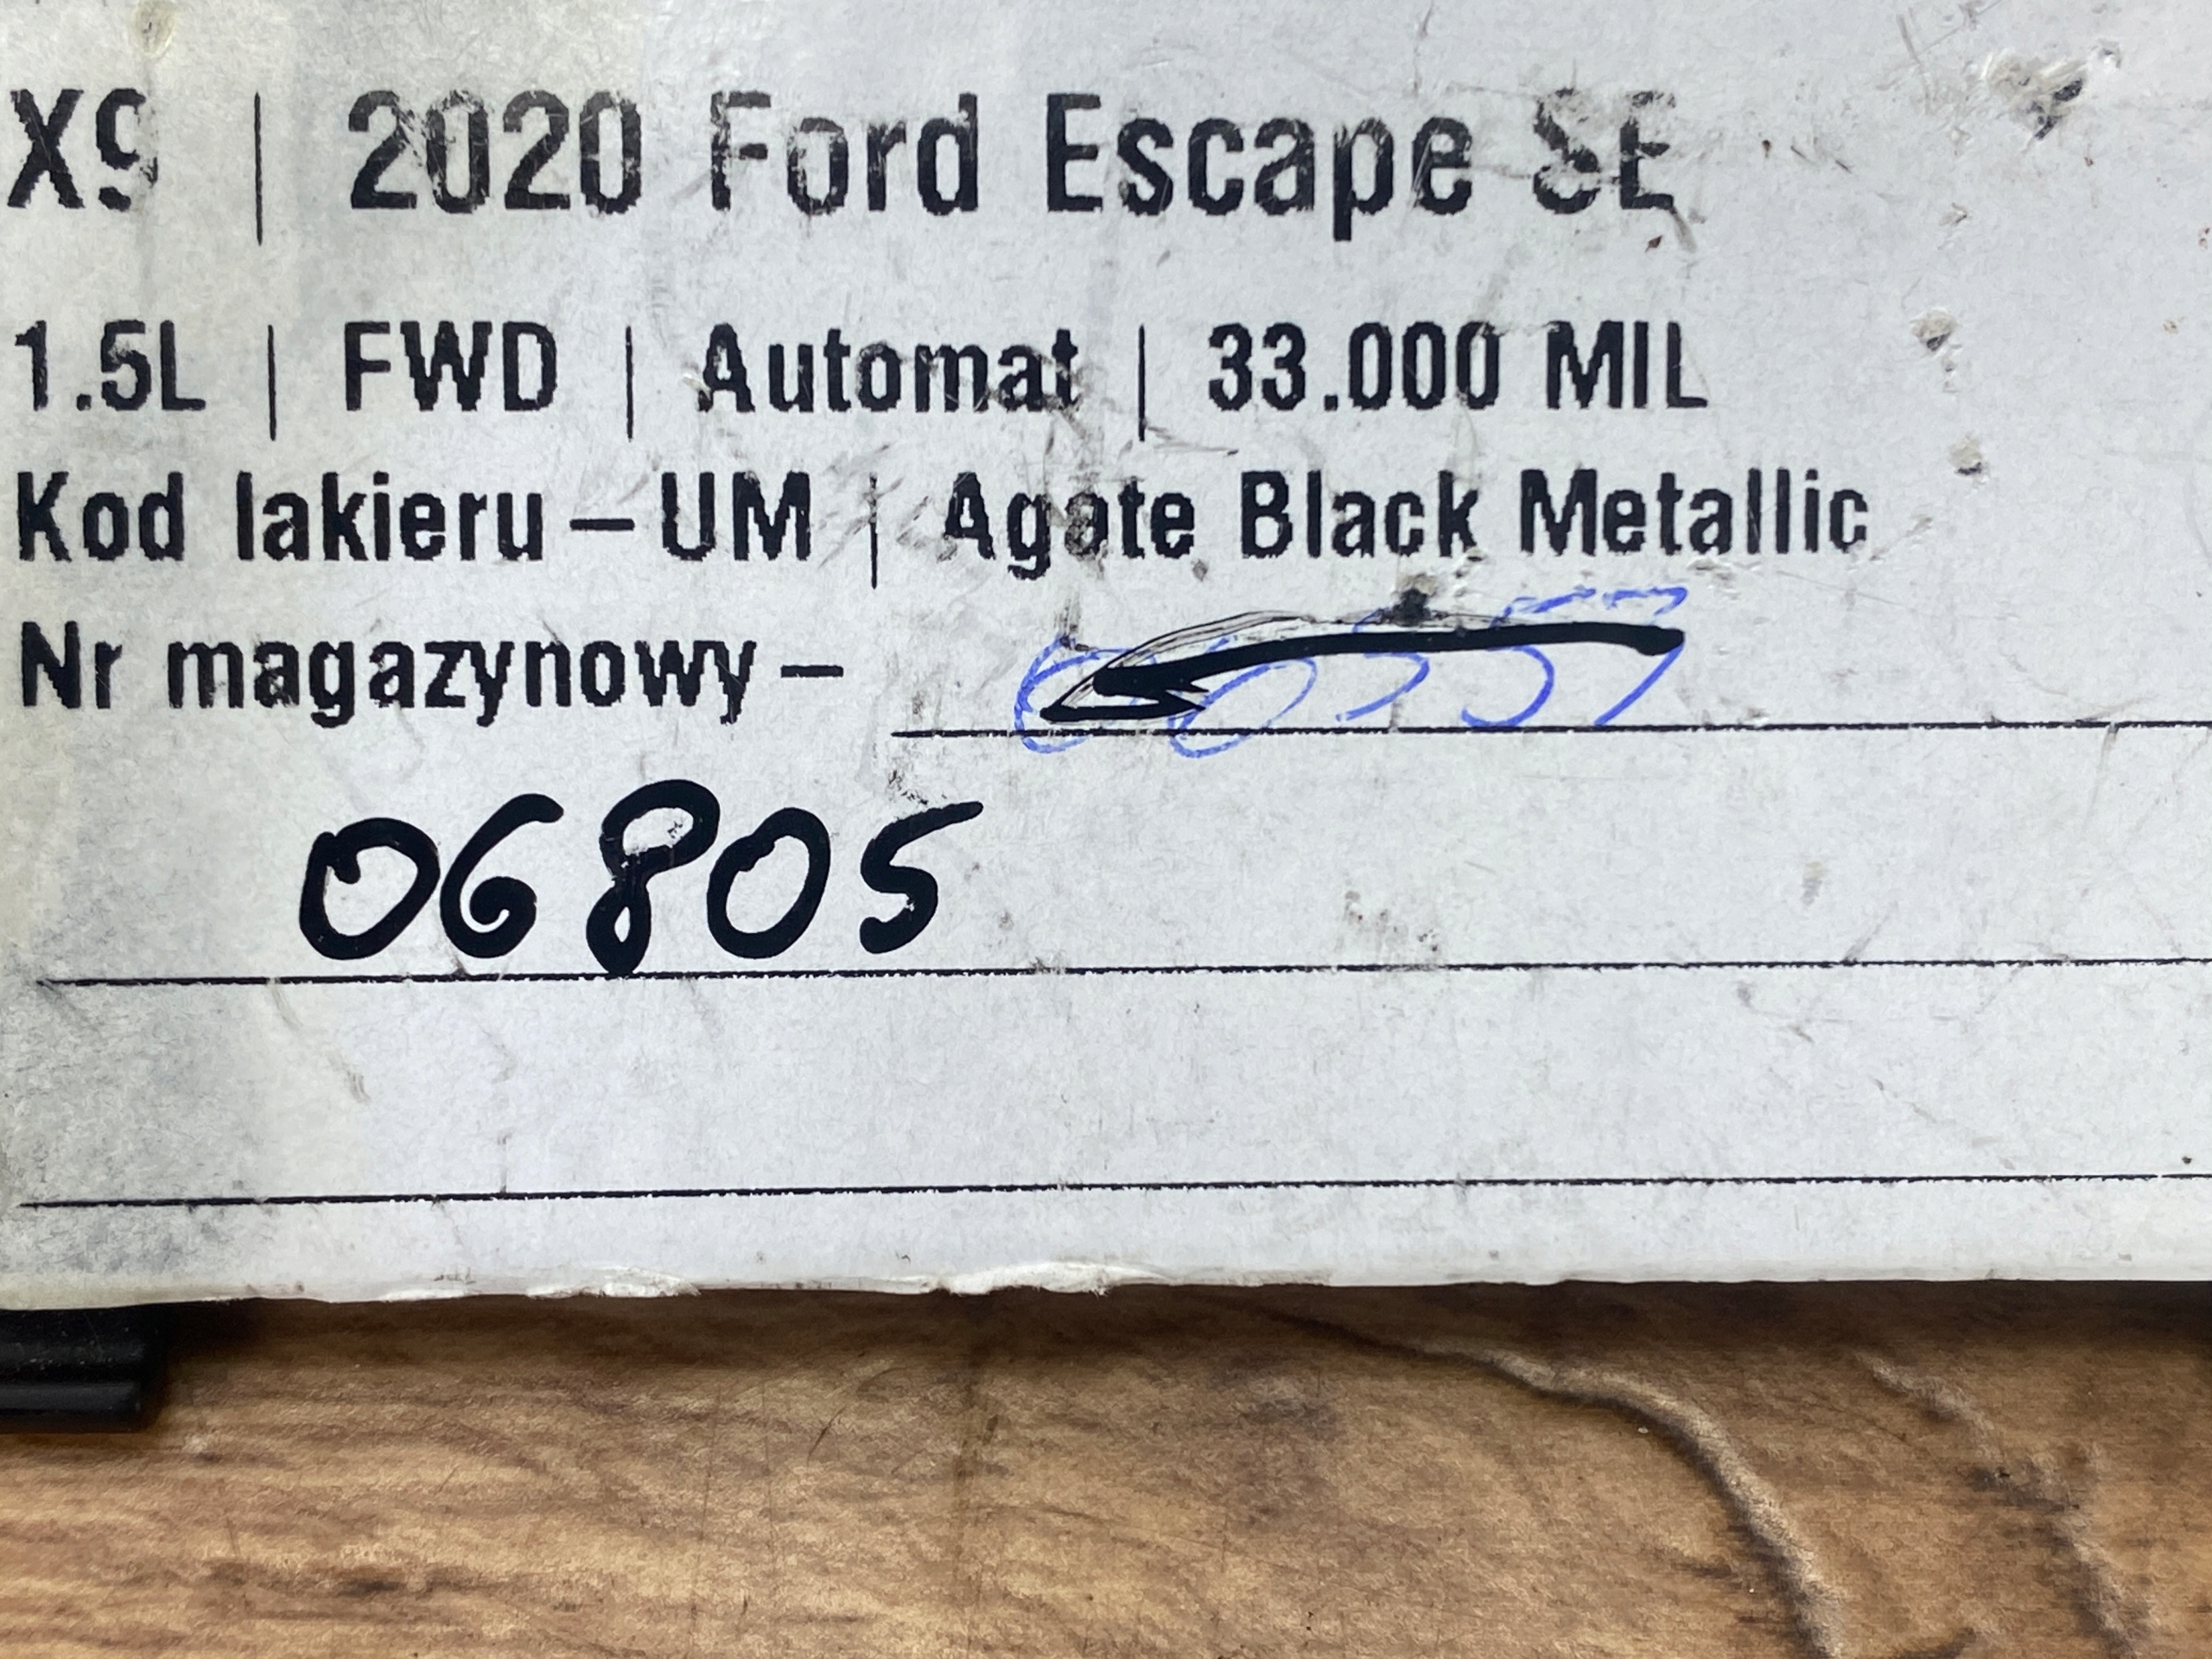 X9 | 2020 Ford Escape SE
1.5L | FWD | Automat | 33.000 MIL
Kod lakieru – UM | Agate Black Metallic
Nr magazynowy –
06805